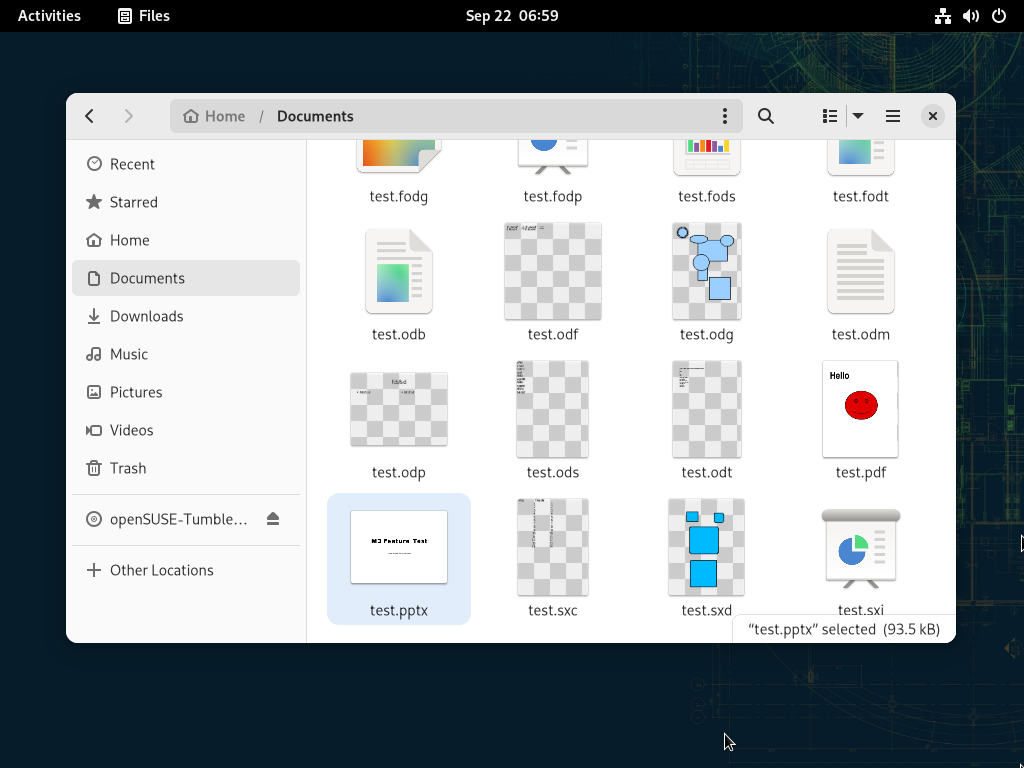 Activities
Files
Sep 22 06:59
Home / Documents
Recent
Starred
Home
Documents
Downloads
Music
Pictures
Videos
Trash
openSUSE-Tumble…
Other Locations
test.fodg
test.fodp
test.fods
test.fodt
test.odb
test.odf
test.odg
test.odm
test.odp
test.ods
test.odt
Hello
test.pdf
M3 Feature Test
test.pptx
test.sxc
test.sxd
test.sxi
“test.pptx” selected (93.5 kB)